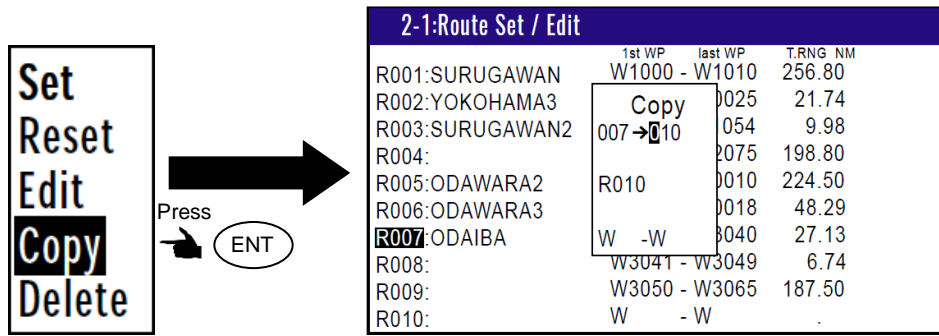 Set
Reset
Edit
Copy
Delete
Press
ENT
2-1:Route Set / Edit
1st WP last WP T.RNG NM
R001:SURUGAWAN W1000 - W1010 256.80
R002:YOKOHAMA3 0025 21.74
R003:SURUGAWAN2 054 9.98
R004: 2075 198.80
R005:ODAWARA2 0010 224.50
R006:ODAWARA3 0018 48.29
R007:ODAIBA 3040 27.13
R008: W3041 - W3049 6.74
R009: W3050 - W3065 187.50
R010: W - W .
Copy
007→010
R010
W -W